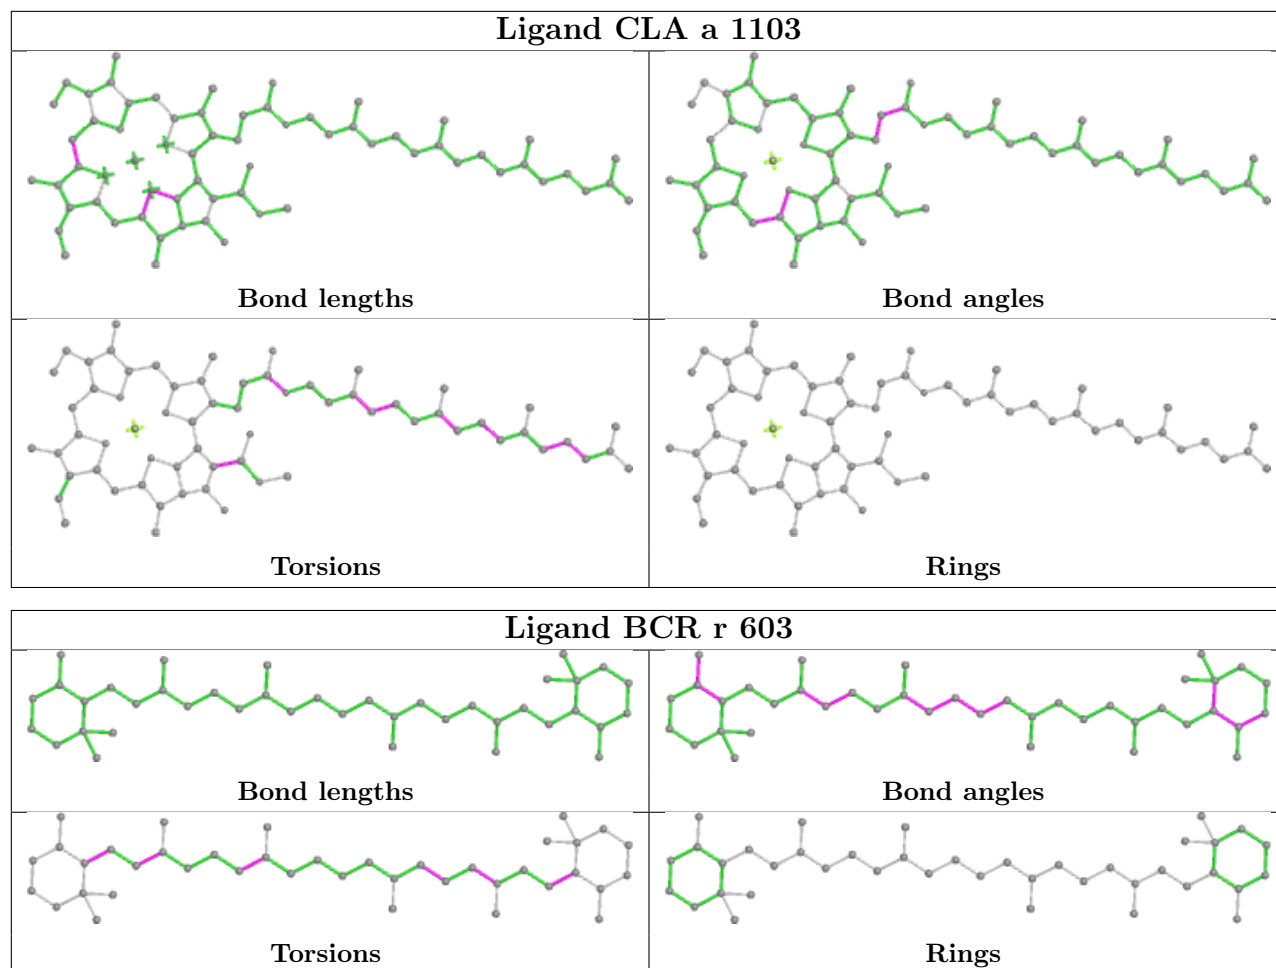 Ligand CLA a 1103
Bond lengths
Bond angles
Torsions
Rings
Ligand BCR r 603
Bond lengths
Bond angles
Torsions
Rings